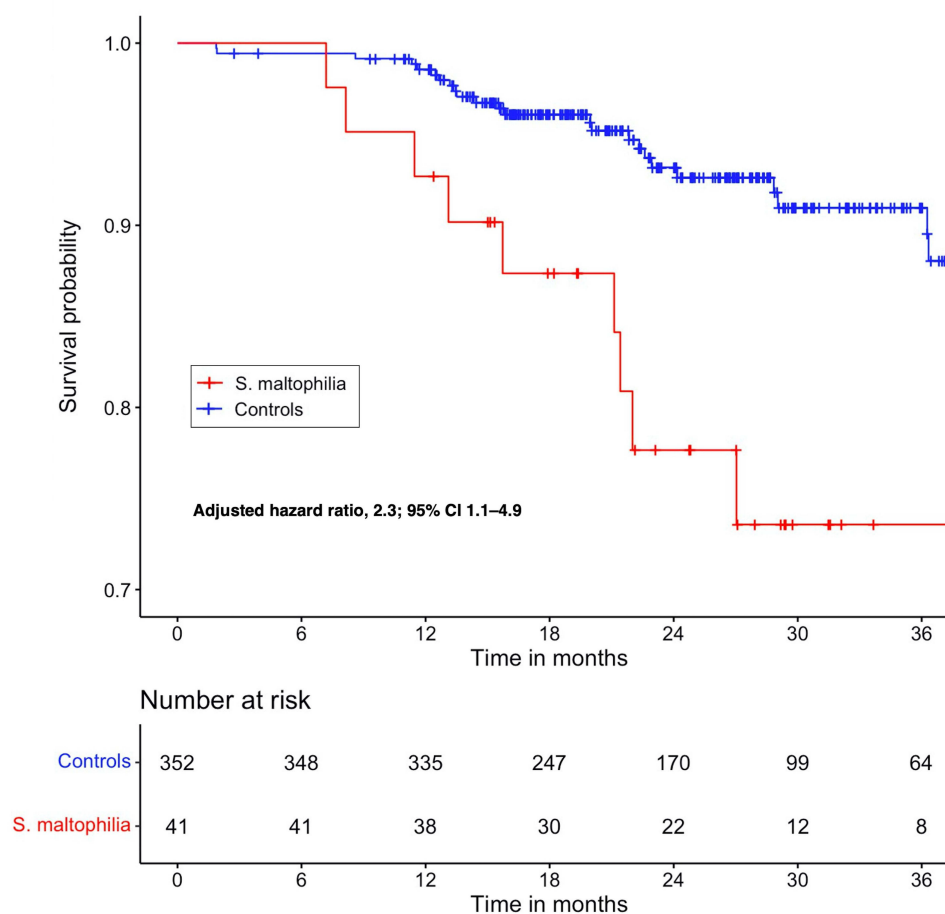 1.0
0.9
0.8
0.7
Survival probability
S. maltophilia
Controls
Adjusted hazard ratio, 2.3; 95% CI 1.1–4.9
0 6 12 18 24 30 36
Time in months
Number at risk
Controls 352 348 335 247 170 99 64
S. maltophilia 41 41 38 30 22 12 8
0 6 12 18 24 30 36
Time in months